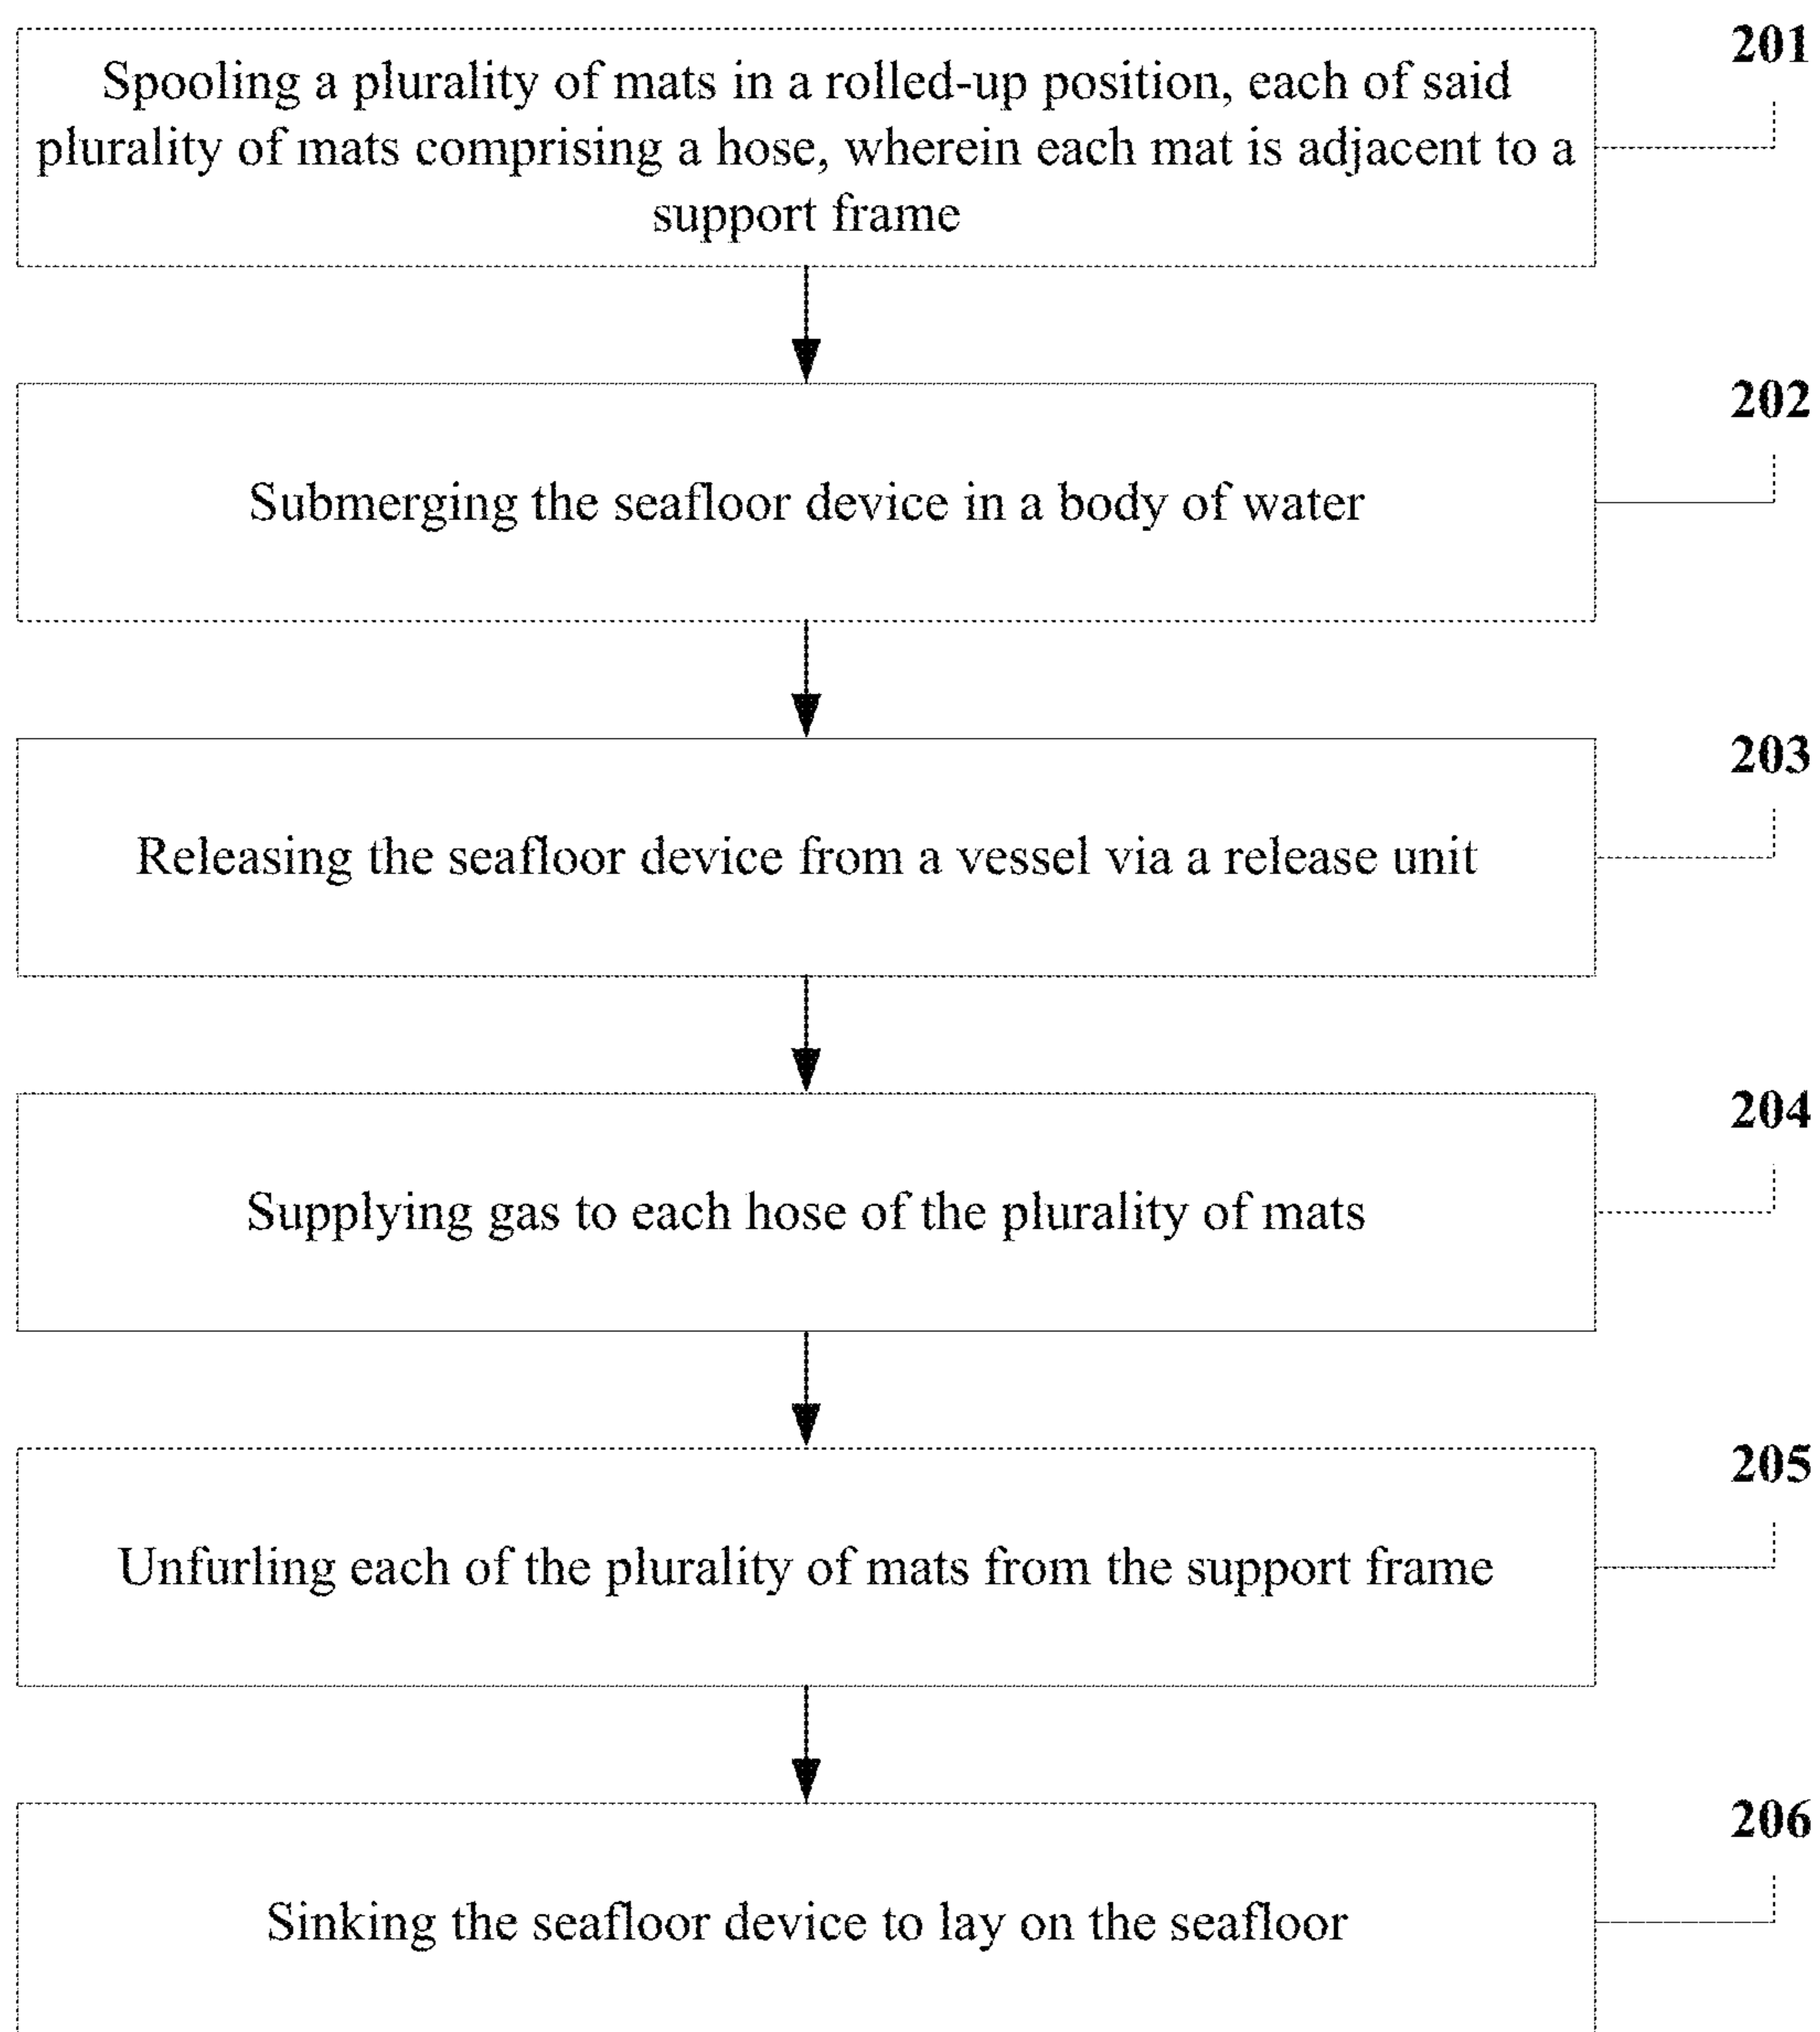 201
Spooling a plurality of mats in a rolled-up position, each of said
plurality of mats comprising a hose, wherein each mat is adjacent to a
support frame
202
Submerging the seafloor device in a body of water
203
Releasing the seafloor device from a vessel via a release unit
204
Supplying gas to each hose of the plurality of mats
205
Unfurling each of the plurality of mats from the support frame
206
Sinking the seafloor device to lay on the seafloor